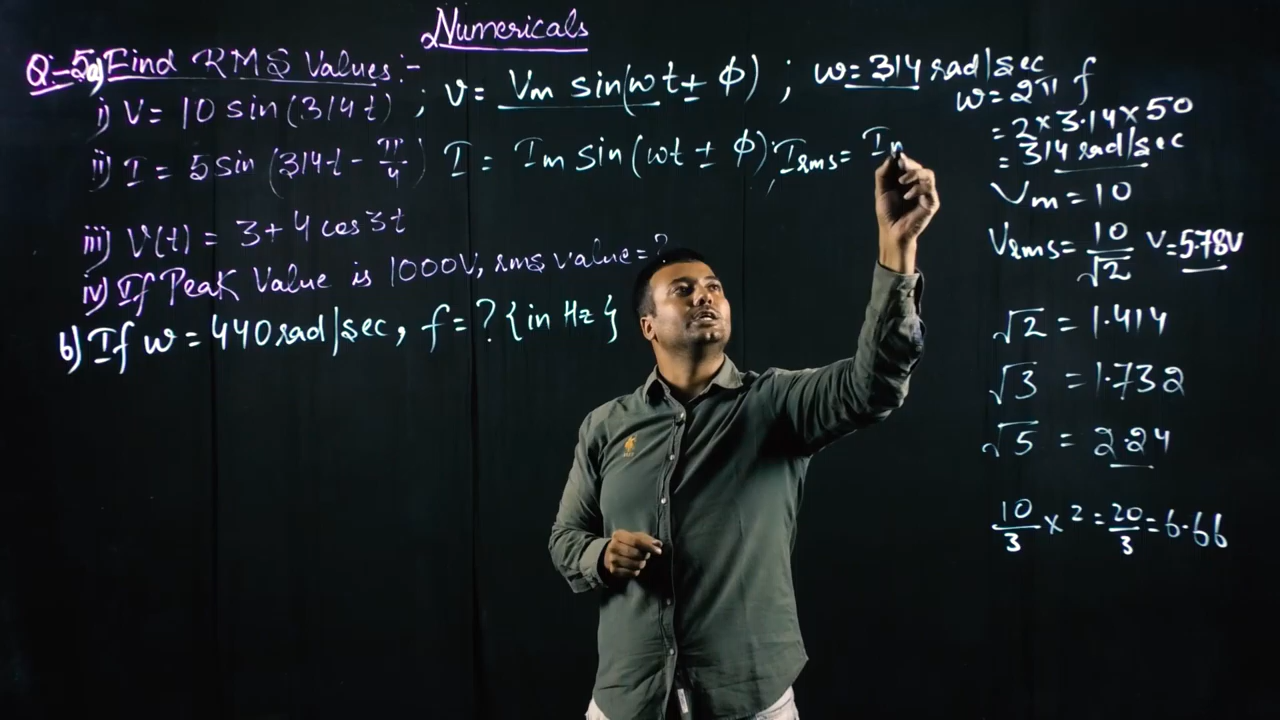 Numericals
Q:-5a) Find RMS Values:-
i) V= 10 sin(314t) ; v= Vm sin(ωt ± ϕ) ; ω=314 rad/sec
ω=2π f
= 2×3.14×50
= 314 rad/sec
ii) I = 5 sin (314t - π/4) I = Im sin(ωt ± ϕ); Irms= Im
Vm = 10
iii) V(t) = 3+4 cos 3t
Vrms= 10/√2 V=5.78V
iv) If Peak Value is 1000V, rms value=?
b) If ω= 440 rad/sec, f= ? {in Hz}
√2 = 1.414
√3 = 1.732
√5 = 2.24
10/3 × 2 = 20/3 = 6.66